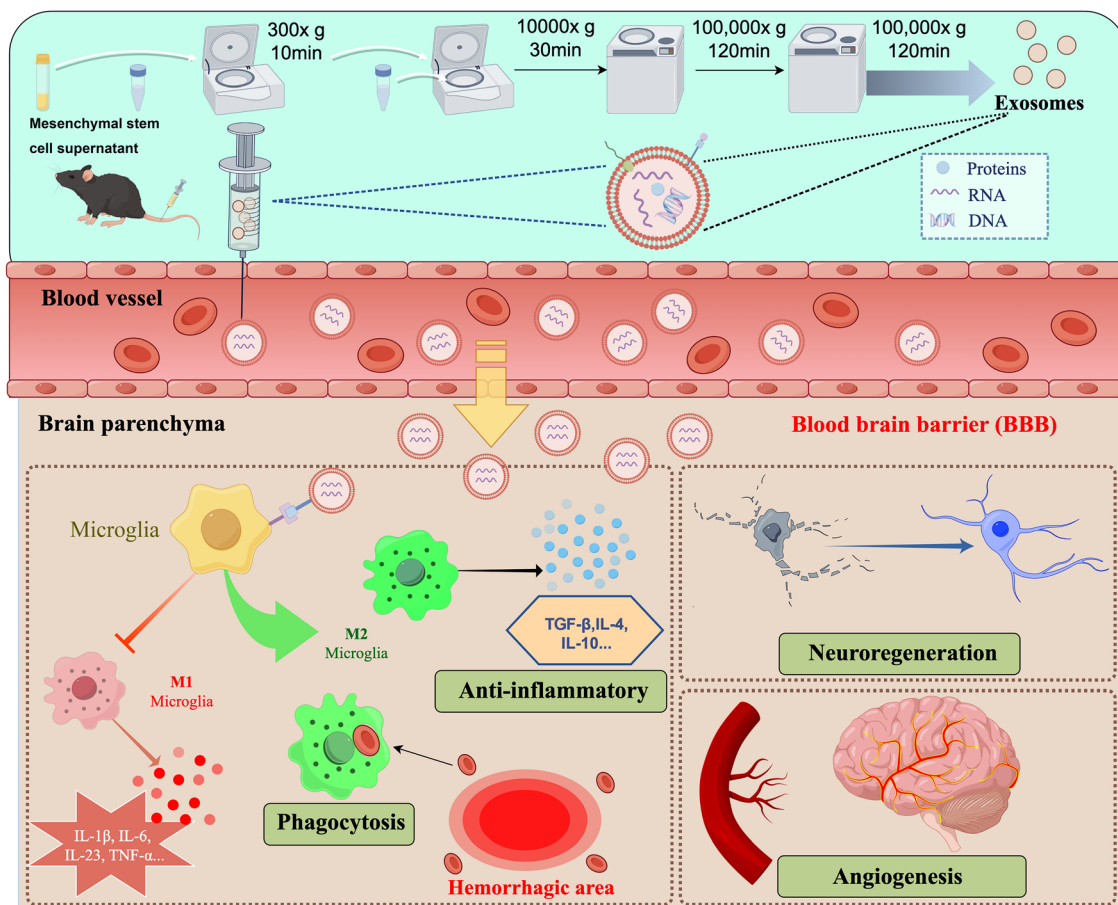 300x g
10min
10000x g
30min
100,000x g
120min
100,000x g
120min
Exosomes
Mesenchymal stem
cell supernatant
Proteins
RNA
DNA
Blood vessel
Brain parenchyma
Blood brain barrier (BBB)
Microglia
M2
Microglia
TGF-β,IL-4,
IL-10...
Anti-inflammatory
M1
Microglia
IL-1β, IL-6,
IL-23, TNF-α...
Phagocytosis
Hemorrhagic area
Neuroregeneration
Angiogenesis